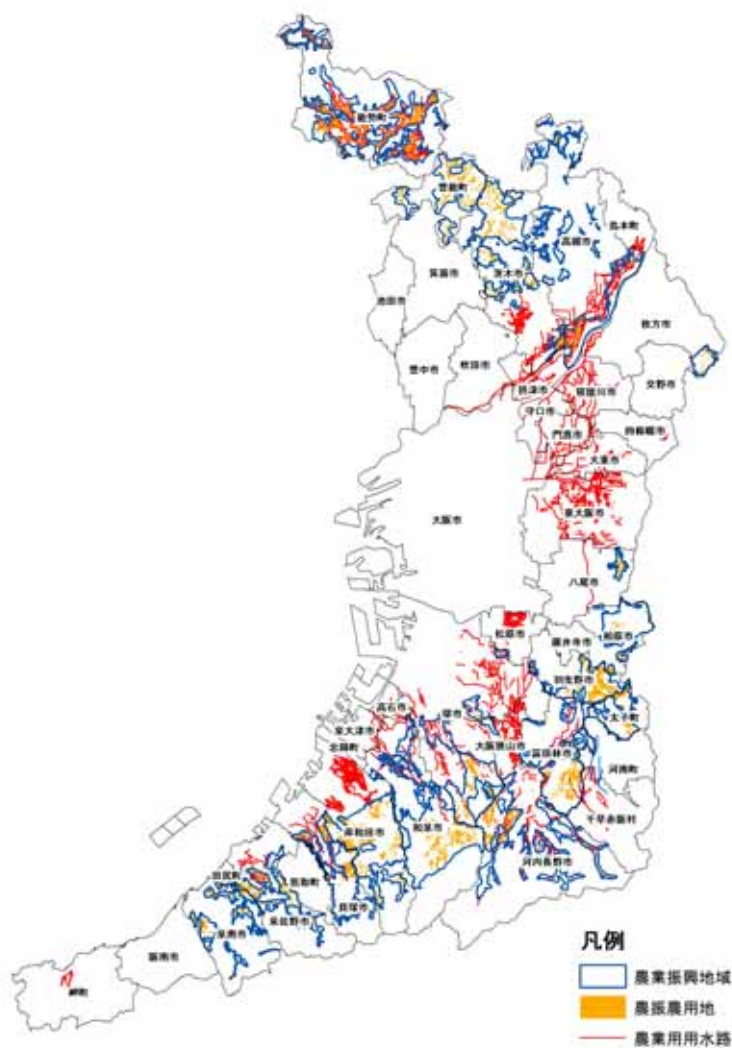 能勢町
豊能町
島本町
高槻市
茨木市
箕面市
池田市
枚方市
豊中市
吹田市
交野市
摂津市
寝屋川市
守口市
門真市
四條畷市
大東市
大阪市
東大阪市
八尾市
松原市
藤井寺市
柏原市
羽曳野市
太子町
高石市
堺市
泉大津市
大阪狭山市
富田林市
忠岡町
河南町
千早赤阪村
岸和田市
和泉市
河内長野市
田尻町
熊取町
貝塚市
泉佐野市
泉南市
阪南市
岬町
凡例
農業振興地域
農振農用地
農業用用水路